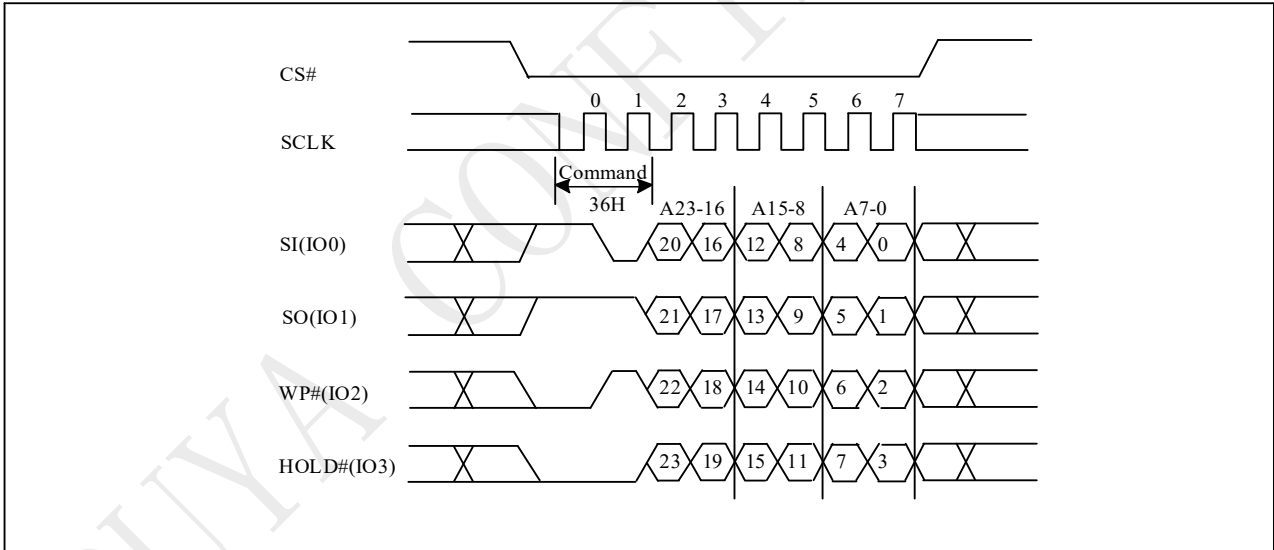 CS#
0 1 2 3 4 5 6 7
SCLK
Command
36H
A23-16 A15-8 A7-0
SI(IO0)
20 16 12 8 4 0
SO(IO1)
21 17 13 9 5 1
WP#(IO2)
22 18 14 10 6 2
HOLD#(IO3)
23 19 15 11 7 3